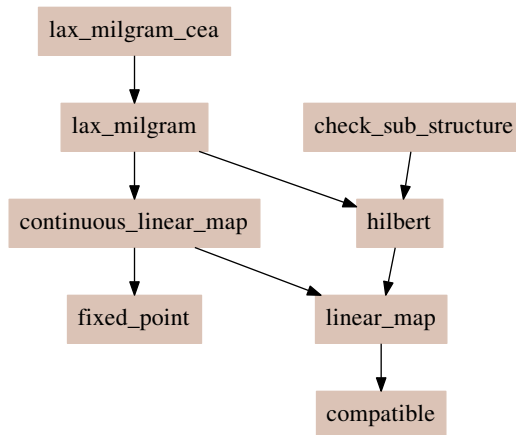 lax_milgram_cea
lax_milgram
check_sub_structure
continuous_linear_map
hilbert
fixed_point
linear_map
compatible